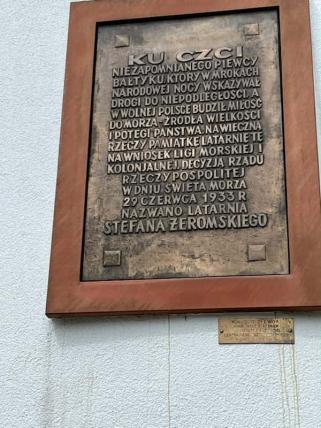 KU CZCI
NIEZAPOMNIANEGO PIEWCY
BAŁTYKU, KTÓRY W MROKACH
NARODOWEJ NOCY WSKAZYWAŁ
DROGI DO NIEPODLEGŁOŚCI A
W WOLNEJ POLSCE BUDZIŁ MIŁOŚĆ
DO MORZA-ŹRÓDŁA WIELKOŚCI
I POTĘGI PAŃSTWA NA WIECZNĄ
RZECZY PAMIĄTKĘ LATARNIĘ TĘ
NA WNIOSEK LIGI MORSKIEJ I
KOLONJALNEJ DECYZJĄ RZĄDU
RZECZYPOSPOLITEJ
W DNIU ŚWIĘTA MORZA
29 CZERWCA 1933 R
NAZWANO LATARNIĄ
STEFANA ŻEROMSKIEGO